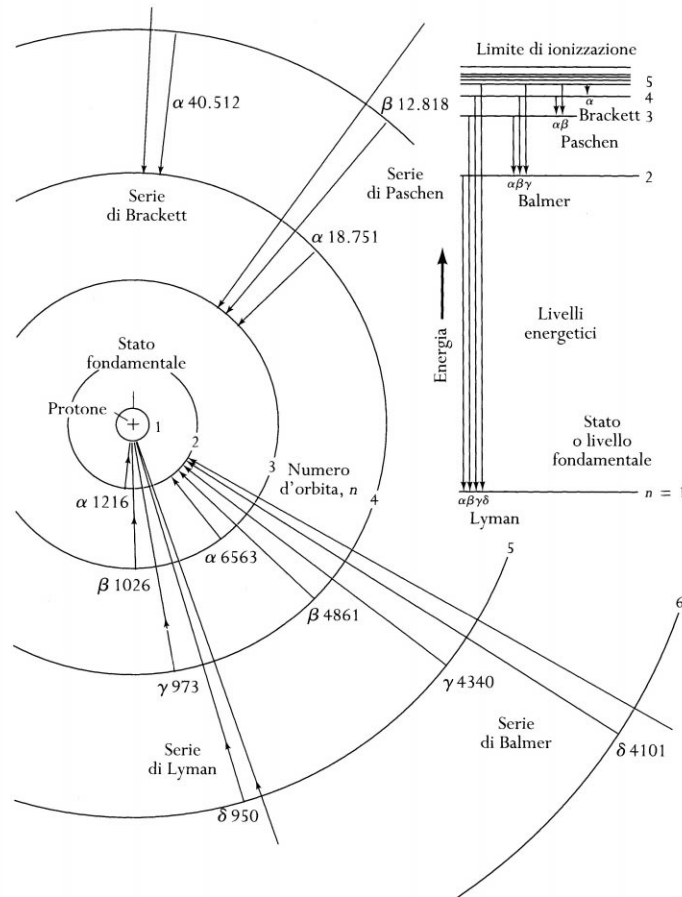 α 40.512
β 12.818
Serie
di Brackett
Serie
di Paschen
α 18.751
Stato
fondamentale
Protone
1
2
3
4
5
6
Numero
d'orbita, n
α 1216
β 1026
γ 973
δ 950
Serie
di Lyman
α 6563
β 4861
γ 4340
δ 4101
Serie
di Balmer
Limite di ionizzazione
5
α
4
αβ
Brackett
3
Paschen
αβγ
2
Balmer
Energia
Livelli
energetici
Stato
o livello
fondamentale
αβγδ
n = 1
Lyman